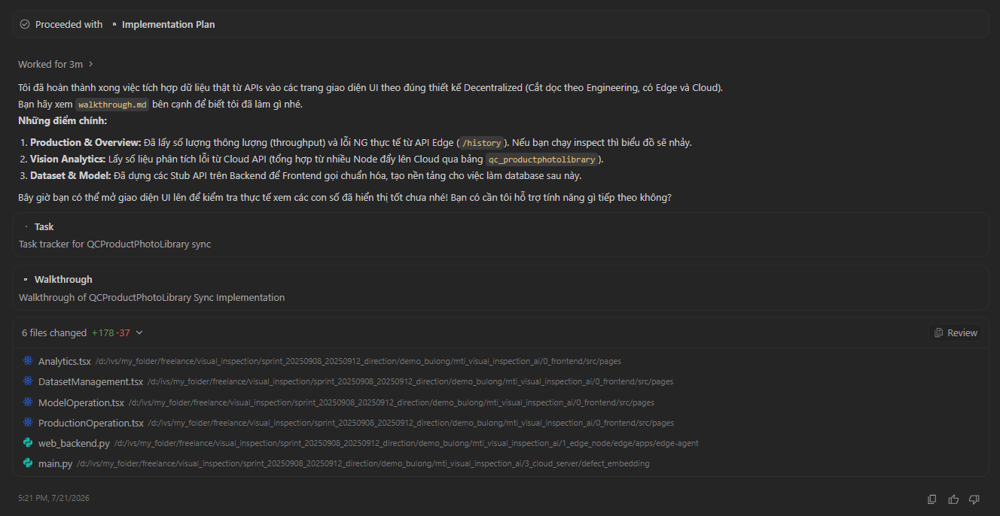 Proceeded with Implementation Plan
Worked for 3m
Tôi đã hoàn thành xong việc tích hợp dữ liệu thật từ APIs vào các trang giao diện UI theo đúng thiết kế Decentralized (Cắt dọc theo Engineering, có Edge và Cloud).
Bạn hãy xem walkthrough.md bên cạnh để biết tôi đã làm gì nhé.
Những điểm chính:
1. Production & Overview: Đã lấy số lượng thông lượng (throughput) và lỗi NG thực tế từ API Edge (/history). Nếu bạn chạy inspect thì biểu đồ sẽ nhảy.
2. Vision Analytics: Lấy số liệu phân tích lỗi từ Cloud API (tổng hợp từ nhiều Node đẩy lên Cloud qua bảng qc_productphotolibrary).
3. Dataset & Model: Đã dựng các Stub API trên Backend để Frontend gọi chuẩn hóa, tạo nền tảng cho việc làm database sau này.
Bây giờ bạn có thể mở giao diện UI lên để kiểm tra thực tế xem các con số đã hiển thị tốt chưa nhé! Bạn có cần tôi hỗ trợ tính năng gì tiếp theo không?
Task
Task tracker for QCProductPhotoLibrary sync
Walkthrough
Walkthrough of QCProductPhotoLibrary Sync Implementation
6 files changed +178 -37 Review
Analytics.tsx /d:/ivs/my_folder/freelance/visual_inspection/sprint_20250908_20250912_direction/demo_bulong/mti_visual_inspection_ai/0_frontend/src/pages
DatasetManagement.tsx /d:/ivs/my_folder/freelance/visual_inspection/sprint_20250908_20250912_direction/demo_bulong/mti_visual_inspection_ai/0_frontend/src/pages
ModelOperation.tsx /d:/ivs/my_folder/freelance/visual_inspection/sprint_20250908_20250912_direction/demo_bulong/mti_visual_inspection_ai/0_frontend/src/pages
ProductionOperation.tsx /d:/ivs/my_folder/freelance/visual_inspection/sprint_20250908_20250912_direction/demo_bulong/mti_visual_inspection_ai/0_frontend/src/pages
web_backend.py /d:/ivs/my_folder/freelance/visual_inspection/sprint_20250908_20250912_direction/demo_bulong/mti_visual_inspection_ai/1_edge_node/edge/apps/edge-agent
main.py /d:/ivs/my_folder/freelance/visual_inspection/sprint_20250908_20250912_direction/demo_bulong/mti_visual_inspection_ai/3_cloud_server/defect_embedding
5:21 PM, 7/21/2026